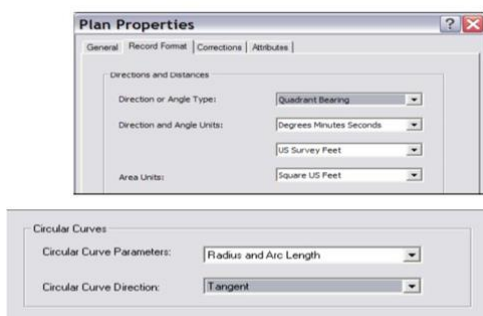 Plan Properties
General Record Format Corrections Attributes
Directions and Distances
Direction or Angle Type: Quadrant Bearing
Direction and Angle Units: Degrees Minutes Seconds
US Survey Feet
Area Units: Square US Feet
Circular Curves
Circular Curve Parameters: Radius and Arc Length
Circular Curve Direction: Tangent